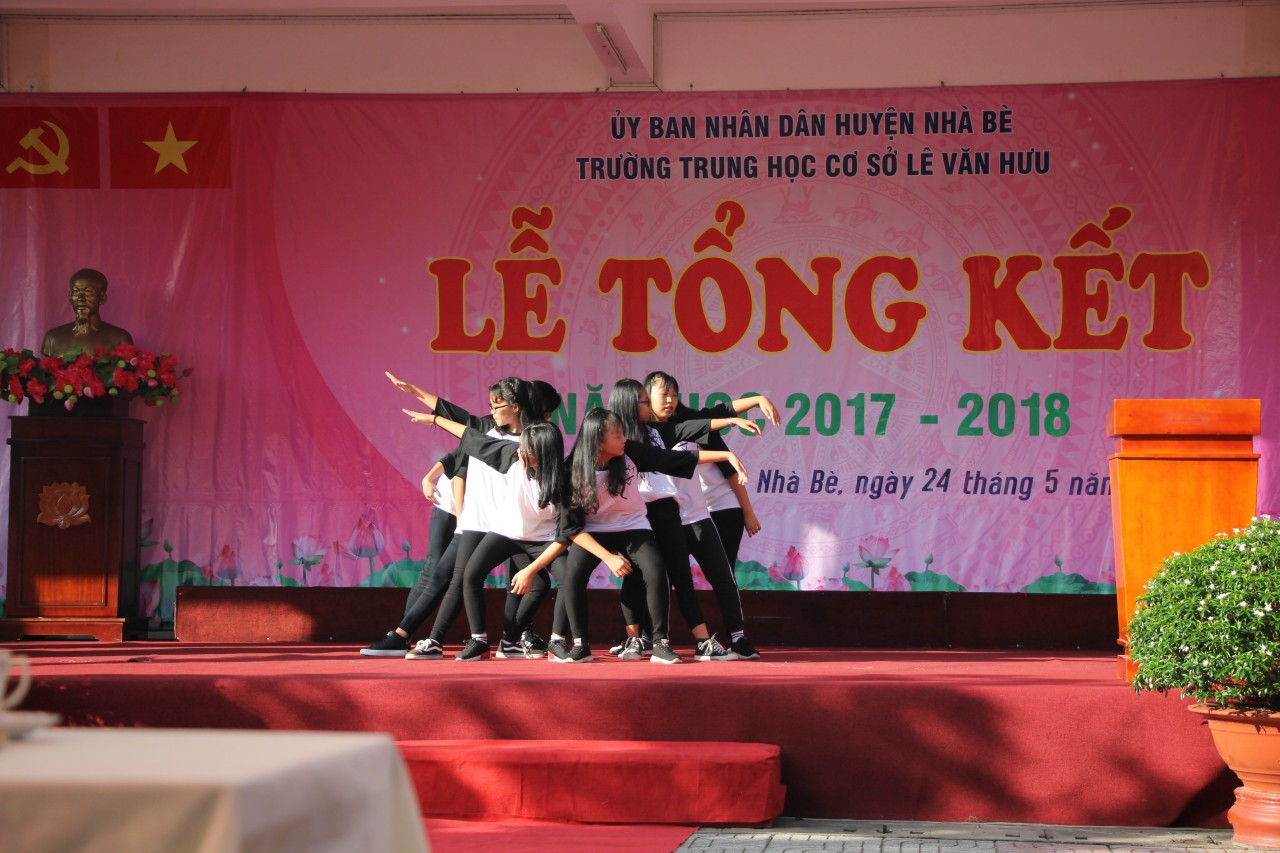 ỦY BAN NHÂN DÂN HUYỆN NHÀ BÈ
TRƯỜNG TRUNG HỌC CƠ SỞ LÊ VĂN HƯU
LỄ TỔNG KẾT
2017 - 2018
Nhà Bè, ngày 24 tháng 5 năm